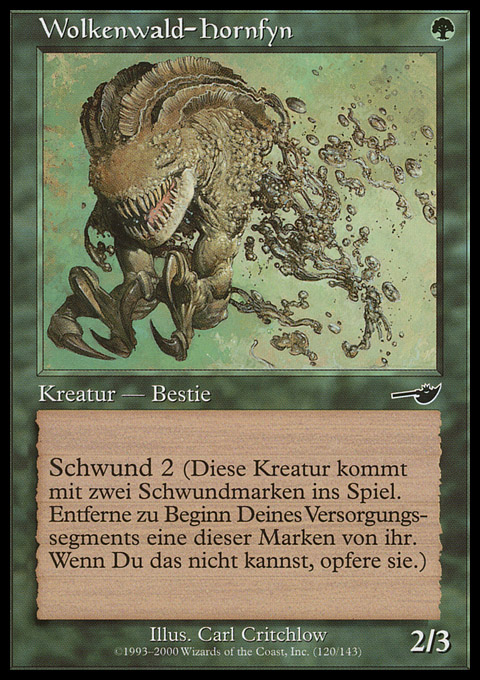 Wolkenwald-Hornfyn
Kreatur — Bestie
Schwund 2 (Diese Kreatur kommt
mit zwei Schwundmarken ins Spiel.
Entferne zu Beginn Deines Versorgungs-
segments eine dieser Marken von ihr.
Wenn Du das nicht kannst, opfere sie.)
Illus. Carl Critchlow
2/3
©1993–2000 Wizards of the Coast, Inc. (120/143)